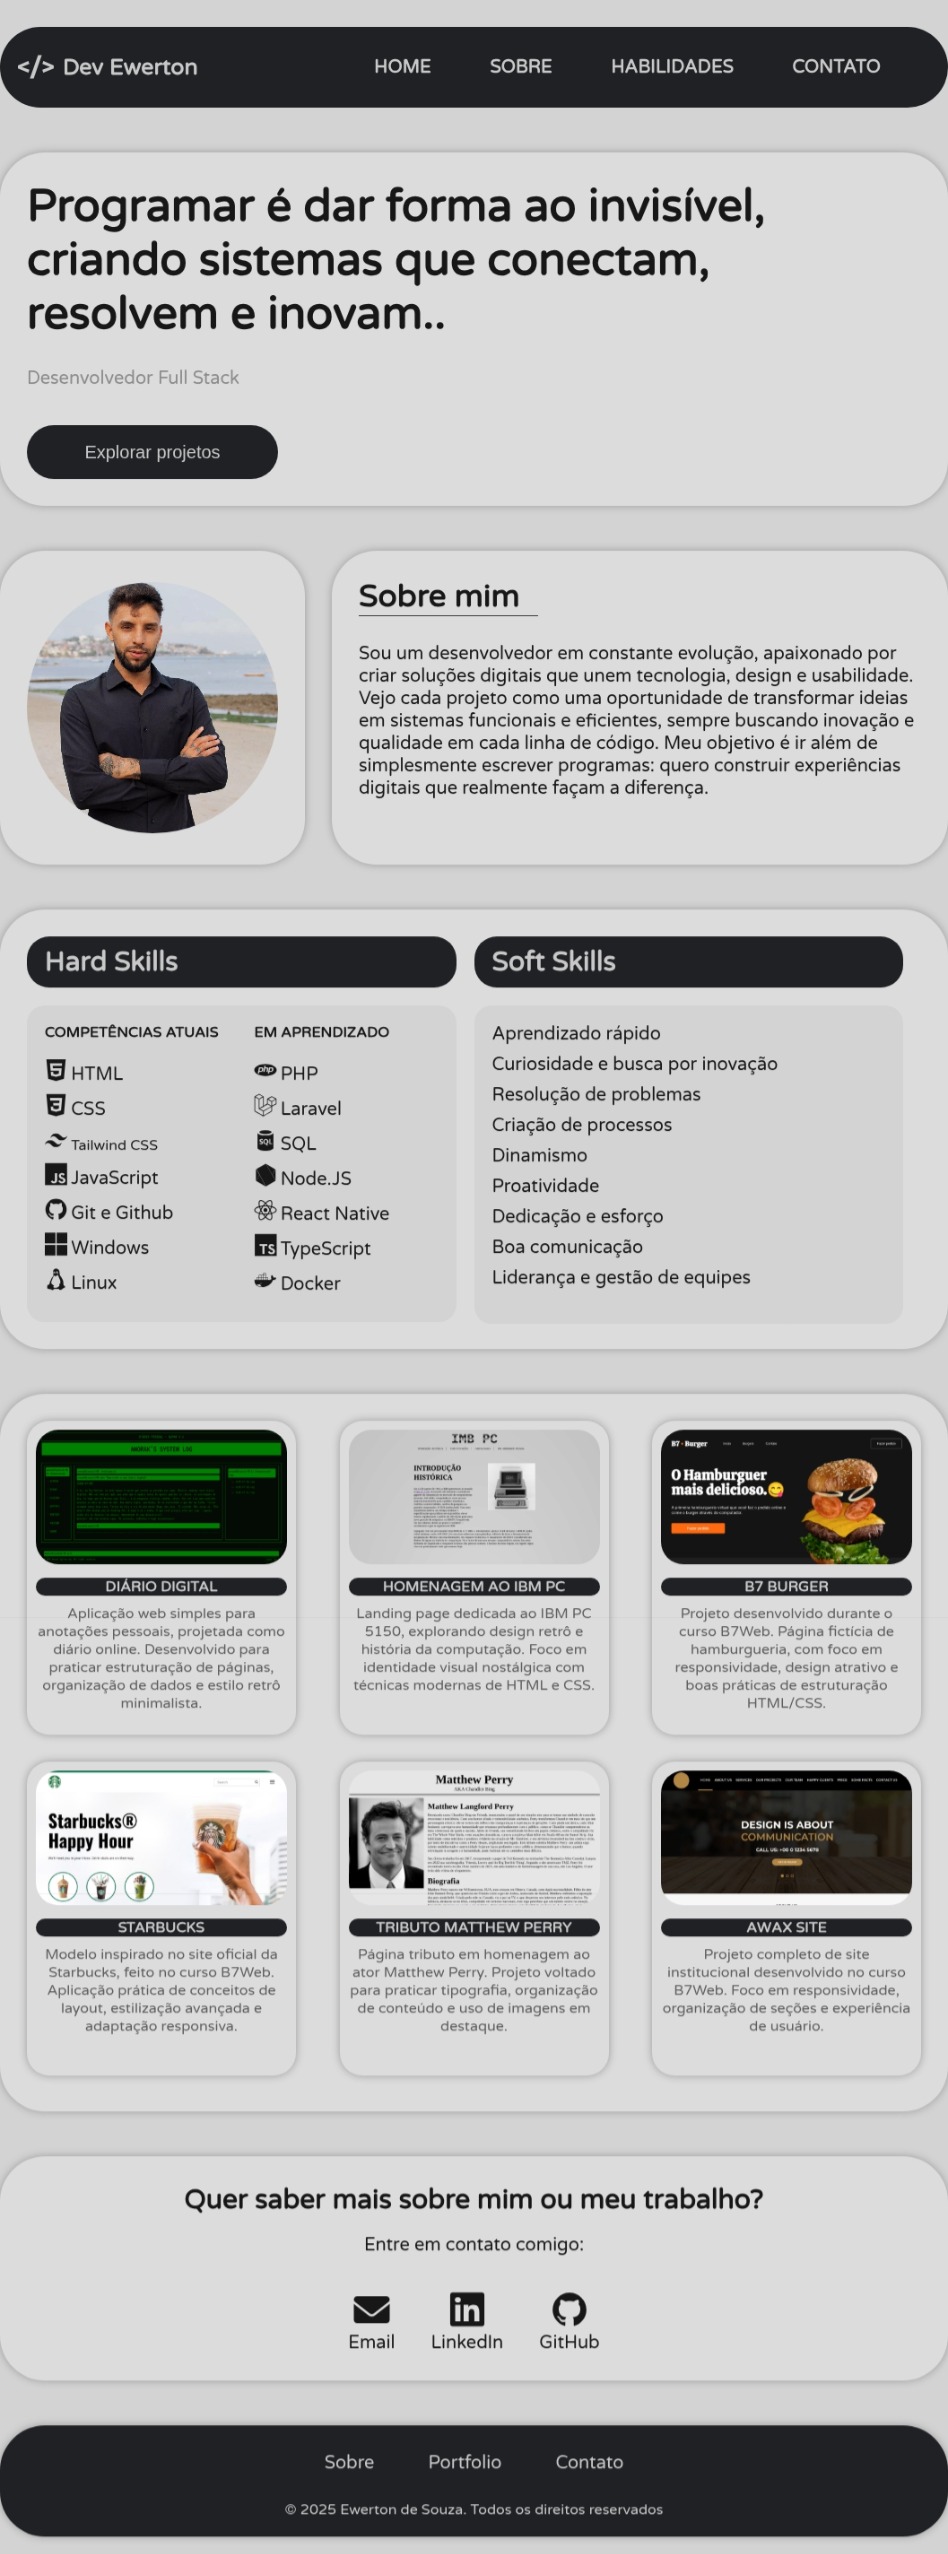 </> Dev Ewerton
HOME
SOBRE
HABILIDADES
CONTATO
Programar é dar forma ao invisível,
criando sistemas que conectam,
resolvem e inovam..
Desenvolvedor Full Stack
Explorar projetos
Sobre mim
Sou um desenvolvedor em constante evolução, apaixonado por
criar soluções digitais que unem tecnologia, design e usabilidade.
Vejo cada projeto como uma oportunidade de transformar ideias
em sistemas funcionais e eficientes, sempre buscando inovação e
qualidade em cada linha de código. Meu objetivo é ir além de
simplesmente escrever programas: quero construir experiências
digitais que realmente façam a diferença.
Hard Skills
COMPETÊNCIAS ATUAIS
HTML
CSS
Tailwind CSS
JavaScript
Git e Github
Windows
Linux
EM APRENDIZADO
PHP
Laravel
SQL
Node.JS
React Native
TypeScript
Docker
Soft Skills
Aprendizado rápido
Curiosidade e busca por inovação
Resolução de problemas
Criação de processos
Dinamismo
Proatividade
Dedicação e esforço
Boa comunicação
Liderança e gestão de equipes
DIÁRIO DIGITAL
Aplicação web simples para
anotações pessoais, projetada como
diário online. Desenvolvido para
praticar estruturação de páginas,
organização de dados e estilo retrô
minimalista.
IMB PC
INTRODUÇÃO
HISTÓRICA
HOMENAGEM AO IBM PC
Landing page dedicada ao IBM PC
5150, explorando design retrô e
história da computação. Foco em
identidade visual nostálgica com
técnicas modernas de HTML e CSS.
B7 Burger
O Hamburguer
mais delicioso.
B7 BURGER
Projeto desenvolvido durante o
curso B7Web. Página fictícia de
hamburgueria, com foco em
responsividade, design atrativo e
boas práticas de estruturação
HTML/CSS.
Starbucks®
Happy Hour
STARBUCKS
Modelo inspirado no site oficial da
Starbucks, feito no curso B7Web.
Aplicação prática de conceitos de
layout, estilização avançada e
adaptação responsiva.
Matthew Perry
AKA Chandler Bing
Matthew Langford Perry
Biografia
TRIBUTO MATTHEW PERRY
Página tributo em homenagem ao
ator Matthew Perry. Projeto voltado
para praticar tipografia, organização
de conteúdo e uso de imagens em
destaque.
DESIGN IS ABOUT
COMMUNICATION
AWAX SITE
Projeto completo de site
institucional desenvolvido no curso
B7Web. Foco em responsividade,
organização de seções e experiência
de usuário.
Quer saber mais sobre mim ou meu trabalho?
Entre em contato comigo:
Email
LinkedIn
GitHub
Sobre
Portfolio
Contato
© 2025 Ewerton de Souza. Todos os direitos reservados